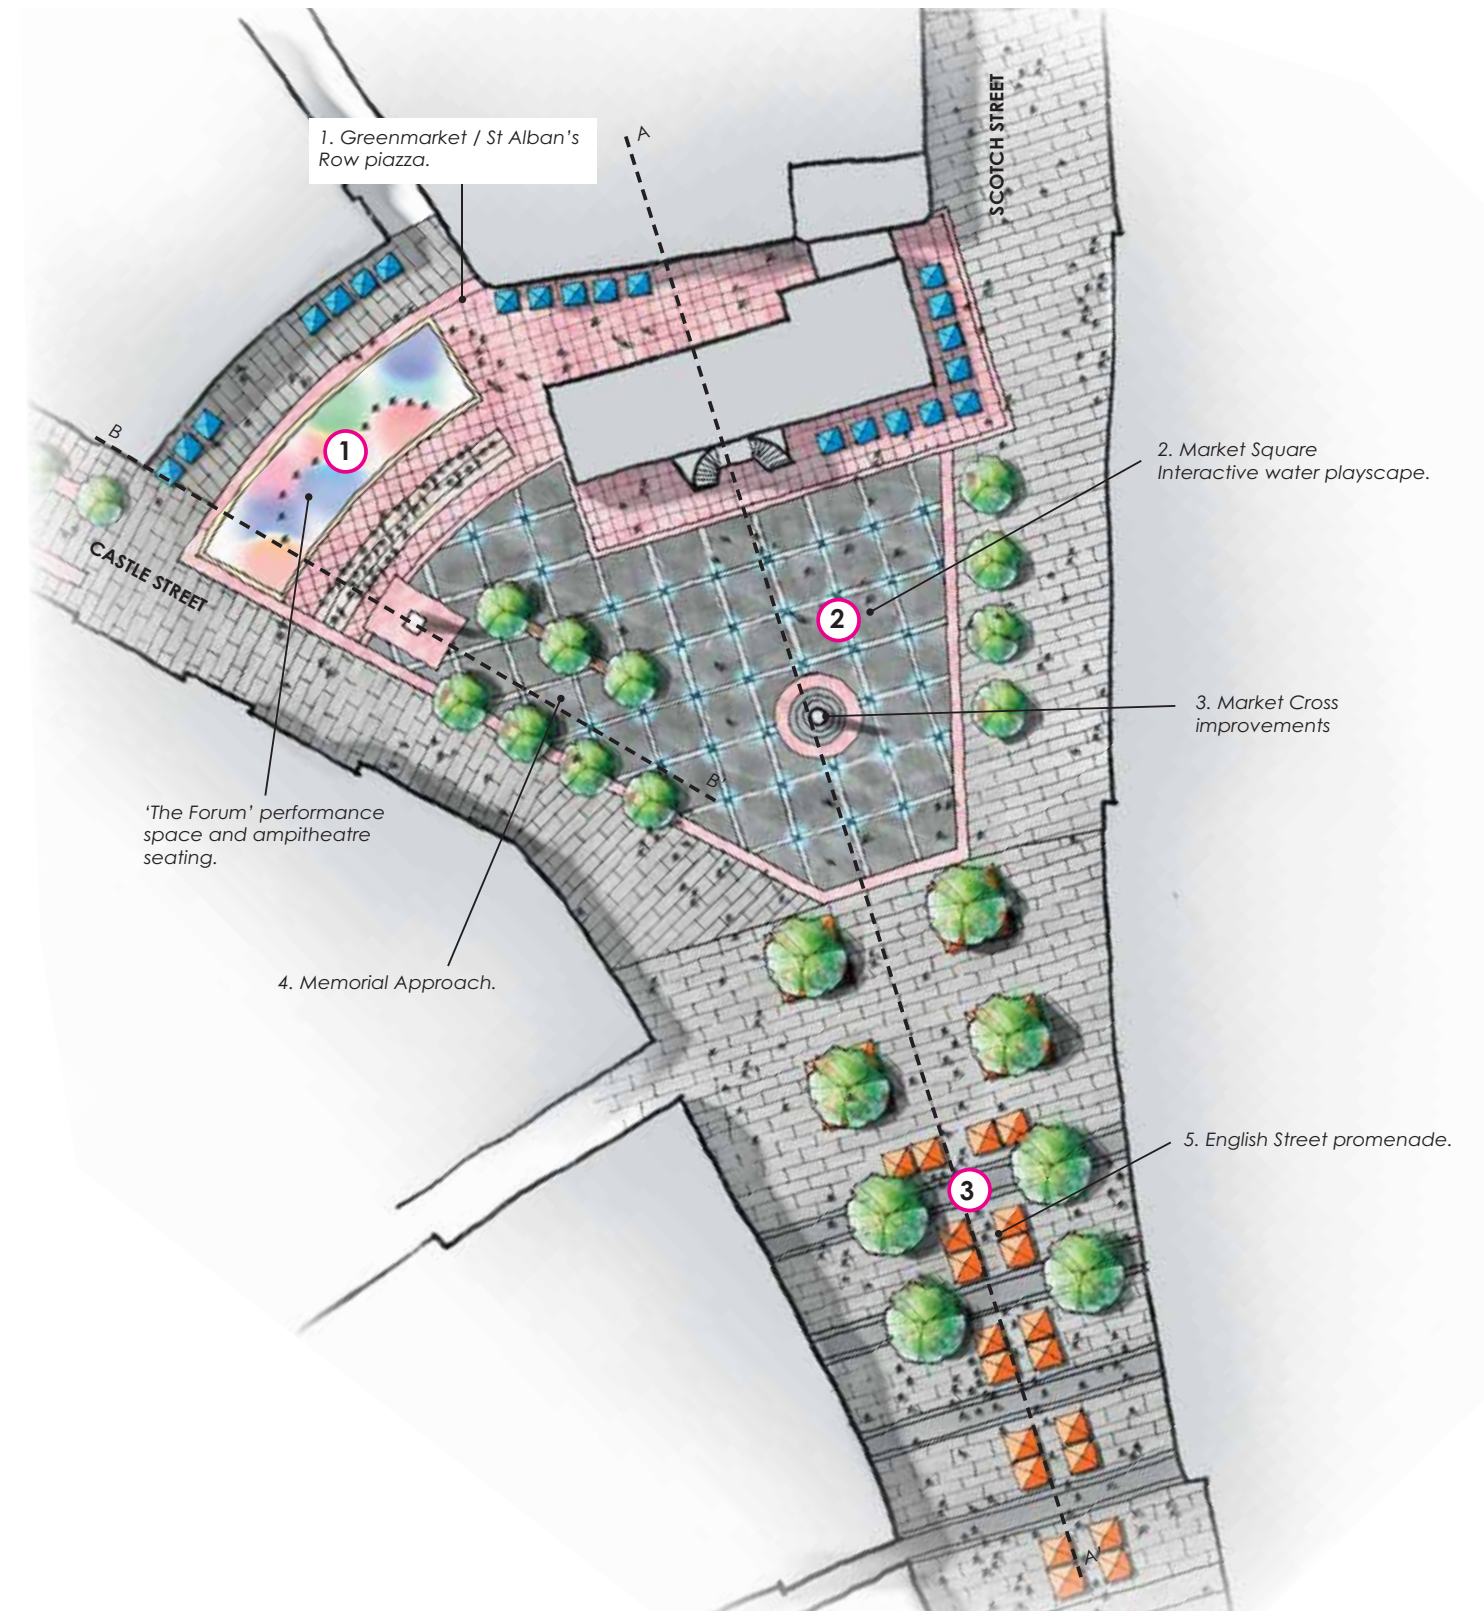 SCOTCH STREET
A
1. Greenmarket / St Alban's
Row piazza.
B
1
2. Market Square
Interactive water playscape.
CASTLE STREET
2
3. Market Cross
improvements
B'
'The Forum' performance
space and ampitheatre
seating.
4. Memorial Approach.
5. English Street promenade.
3
A'